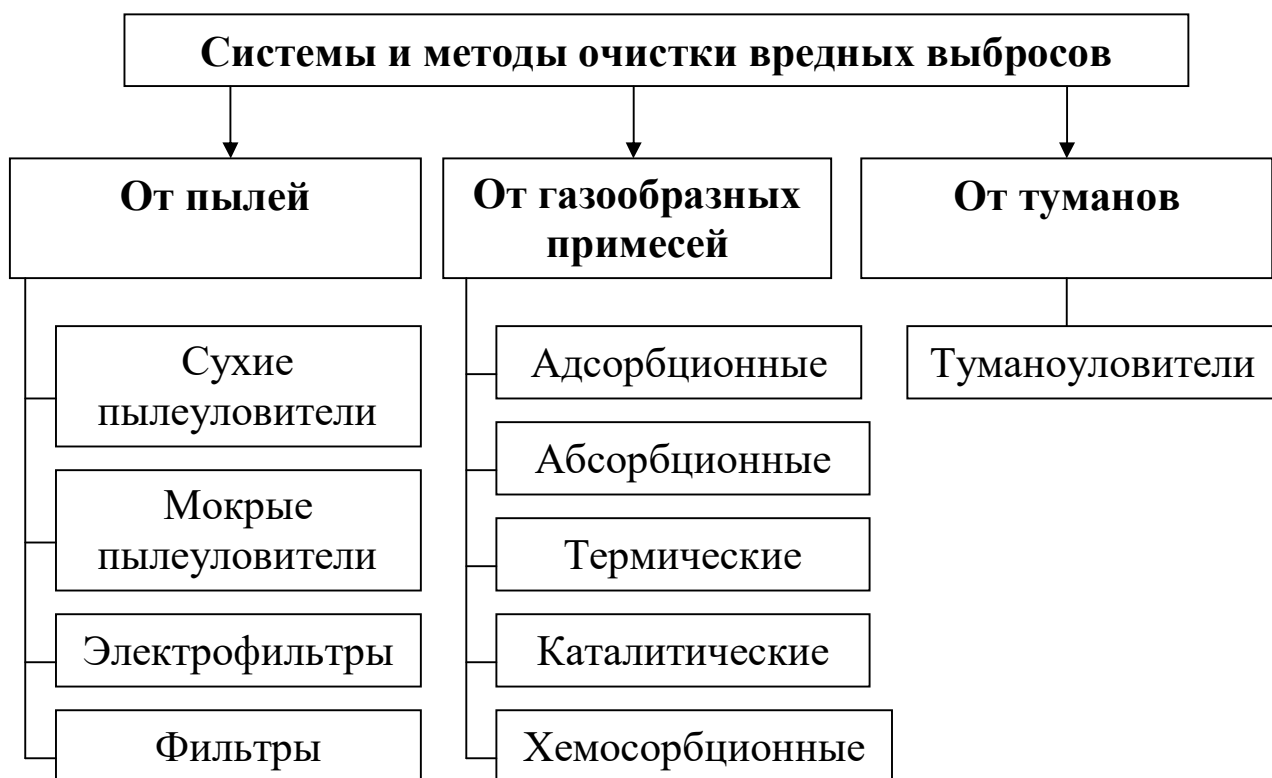 Системы и методы очистки вредных выбросов
От пылей
От газообразных
примесей
От туманов
Сухие
пылеуловители
Мокрые
пылеуловители
Электрофильтры
Фильтры
Адсорбционные
Абсорбционные
Термические
Каталитические
Хемосорбционные
Туманоуловители